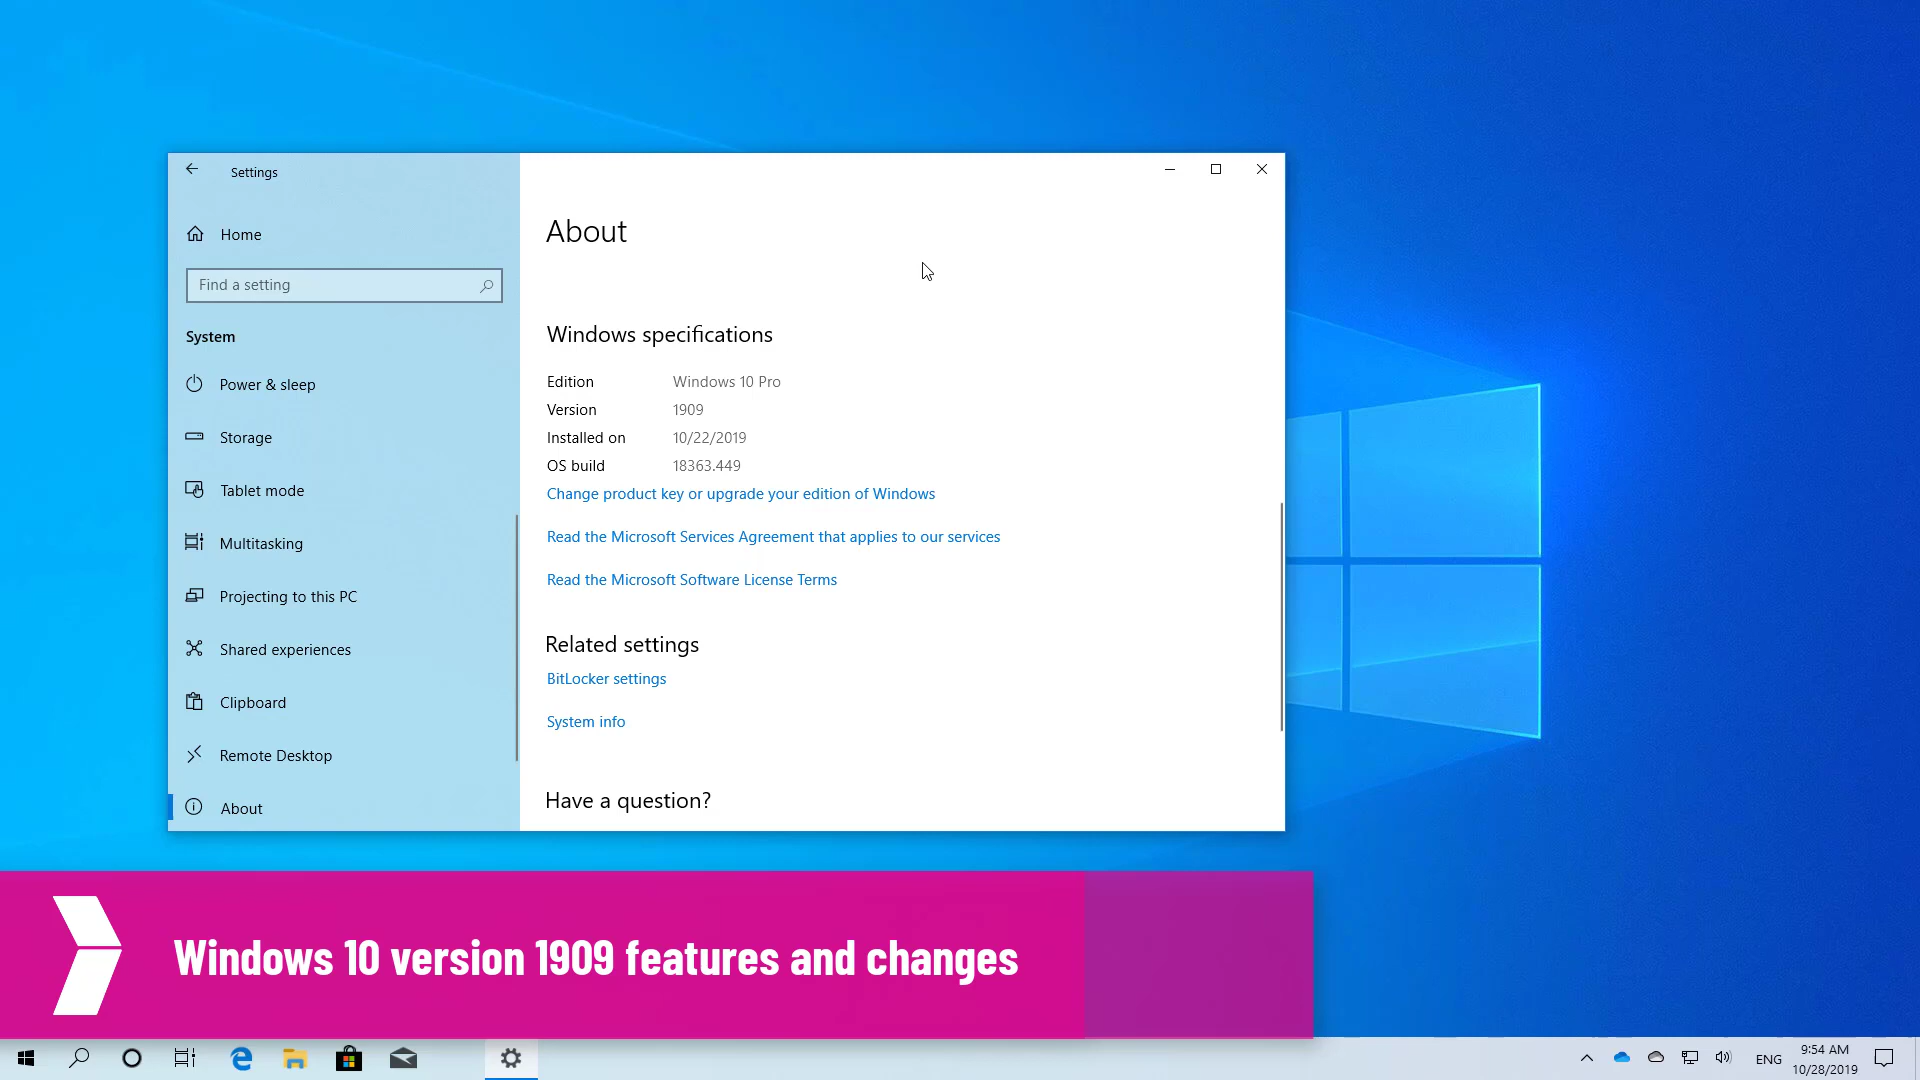 Settings
Home
Find a setting
System
Power & sleep
Storage
Tablet mode
Multitasking
Projecting to this PC
Shared experiences
Clipboard
Remote Desktop
About
About
Windows specifications
Edition Windows 10 Pro
Version 1909
Installed on 10/22/2019
OS build 18363.449
Change product key or upgrade your edition of Windows
Read the Microsoft Services Agreement that applies to our services
Read the Microsoft Software License Terms
Related settings
BitLocker settings
System info
Have a question?
Windows 10 version 1909 features and changes
ENG
9:54 AM
10/28/2019